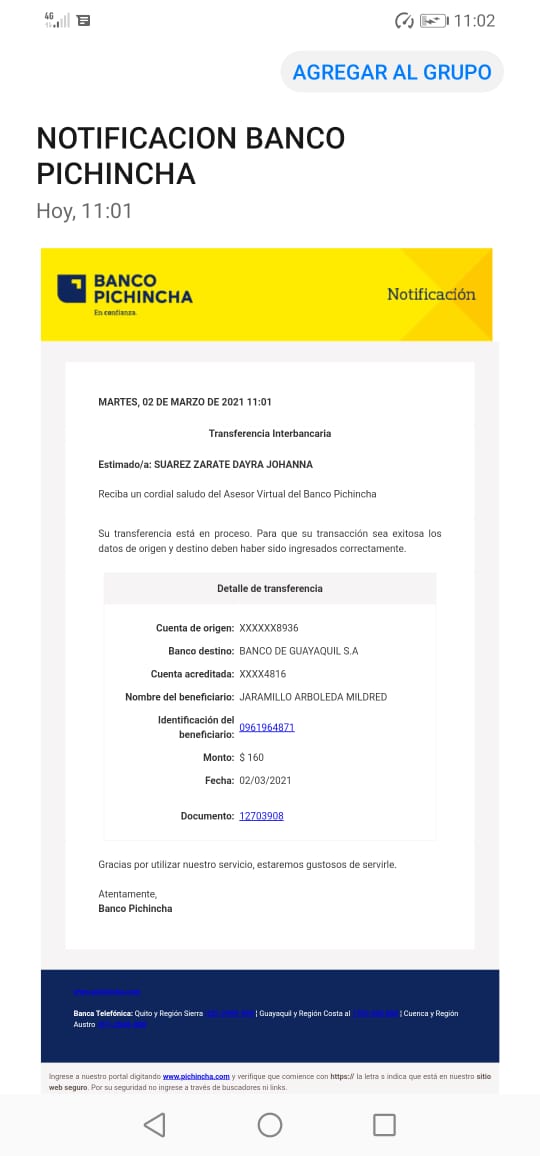 4G
11:02
AGREGAR AL GRUPO
NOTIFICACION BANCO
PICHINCHA
Hoy, 11:01
BANCO
PICHINCHA
En confianza.
Notificación
MARTES, 02 DE MARZO DE 2021 11:01
Transferencia Interbancaria
Estimado/a: SUAREZ ZARATE DAYRA JOHANNA
Reciba un cordial saludo del Asesor Virtual del Banco Pichincha
Su transferencia está en proceso. Para que su transacción sea exitosa los
datos de origen y destino deben haber sido ingresados correctamente.
Detalle de transferencia
Cuenta de origen: XXXXXX8936
Banco destino: BANCO DE GUAYAQUIL S.A
Cuenta acreditada: XXXX4816
Nombre del beneficiario: JARAMILLO ARBOLEDA MILDRED
Identificación del
beneficiario: 0961964871
Monto: $ 160
Fecha: 02/03/2021
Documento: 12703908
Gracias por utilizar nuestro servicio, estaremos gustosos de servirle.
Atentamente,
Banco Pichincha
Banca Telefónica: Quito y Región Sierra | Guayaquil y Región Costa al | Cuenca y Región
Austro
Ingrese a nuestro portal digitando www.pichincha.com y verifique que comience con https:// la letra s indica que está en nuestro sitio
web seguro. Por su seguridad no ingrese a través de buscadores ni links.